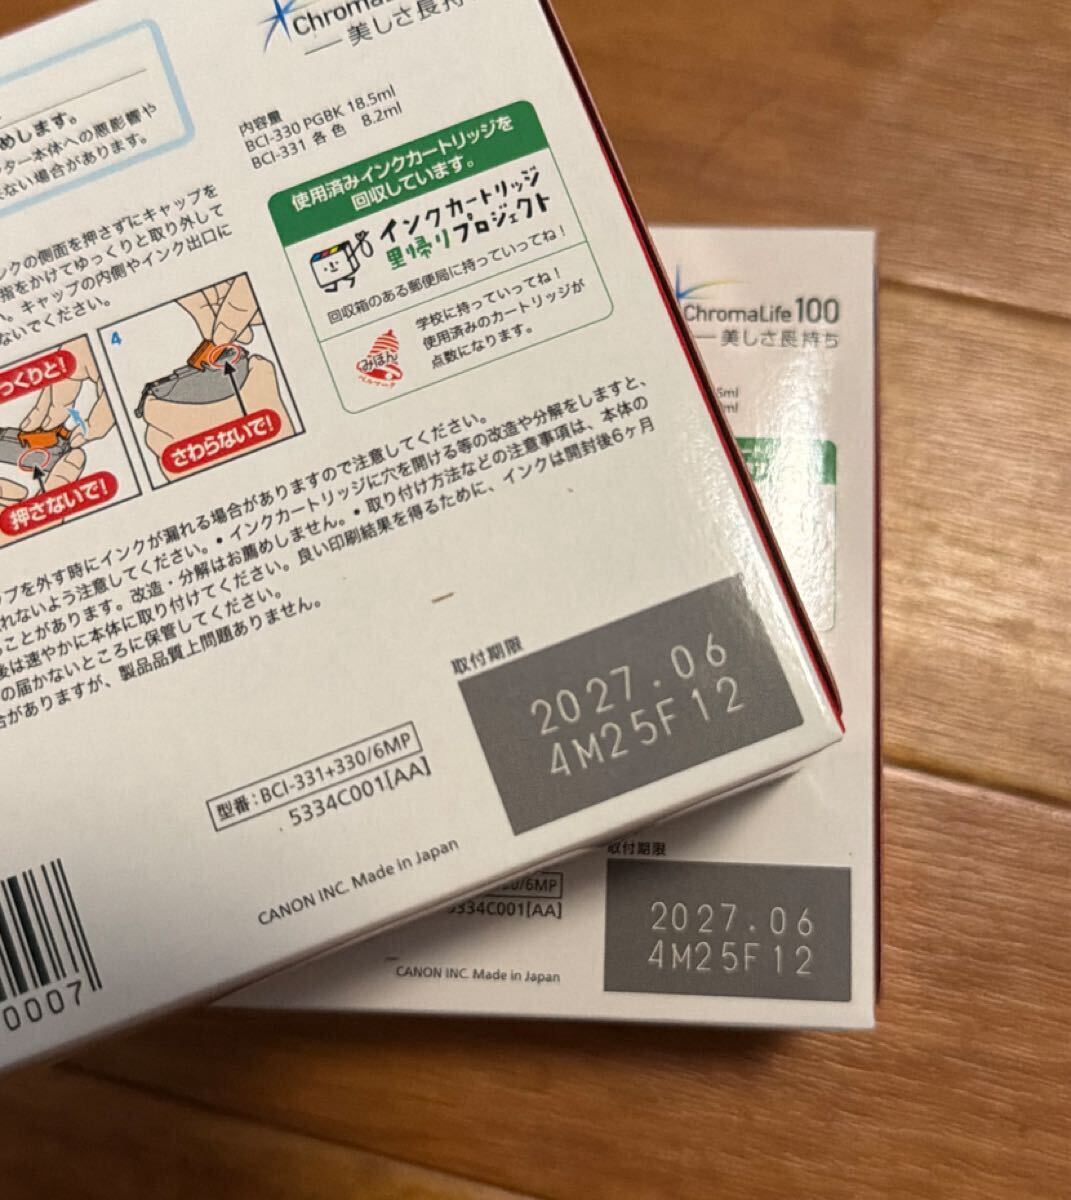 Chroma
美しさ長持
めします。
ター本体への悪影響や
ない場合があります。
内容量
BCI-330 PGBK 18.5ml
BCI-331 各色 8.2ml
使用済みインクカートリッジを
回収しています。
インクカートリッジ
里帰りプロジェクト
回収箱のある郵便局に持っていってね！
みほん
ベルマーク
学校に持っていってね！
使用済みのカートリッジが
点数になります。
ンクの側面を押さずにキャップを
指をかけてゆっくりと取り外して
。キャップの内側やインク出口に
ないでください。
っくりと!
押さないで!
4
さわらないで!
プを外す時にインクが漏れる場合がありますので注意してください。
れないよう注意してください。・インクカートリッジに穴を開ける等の改造や分解をしますと、
ことがあります。改造・分解はお薦めしません。・取り付け方法などの注意事項は、本体の
後は速やかに本体に取り付けてください。良い印刷結果を得るために、インクは開封後6ヶ月
の届かないところに保管してください。
合がありますが、製品品質上問題ありません。
取付期限
2027.06
4M25F12
型番：BCI-331+330/6MP
5334C001[AA]
CANON INC. Made in Japan
0007
ChromaLife100
美しさ長持ち
5ml
ml
取付期限
2027.06
4M25F12
30/6MP
5334C001[AA]
CANON INC. Made in Japan